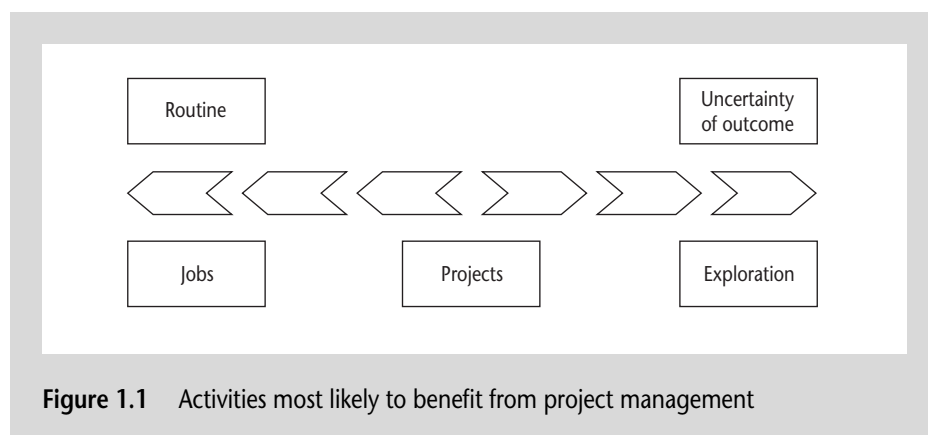 Routine
Uncertainty
of outcome
Jobs
Projects
Exploration
Figure 1.1 Activities most likely to benefit from project management